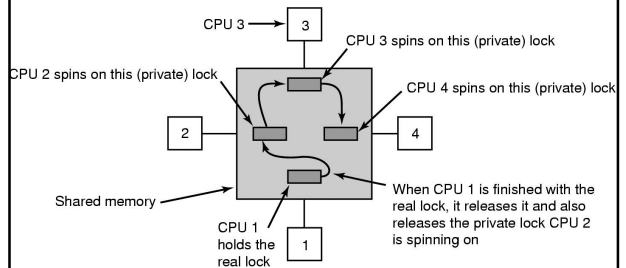 CPU 3
3
CPU 3 spins on this (private) lock
CPU 2 spins on this (private) lock
CPU 4 spins on this (private) lock
2
4
Shared memory
When CPU 1 is finished with the
real lock, it releases it and also
releases the private lock CPU 2
is spinning on
CPU 1
holds the
real lock
1